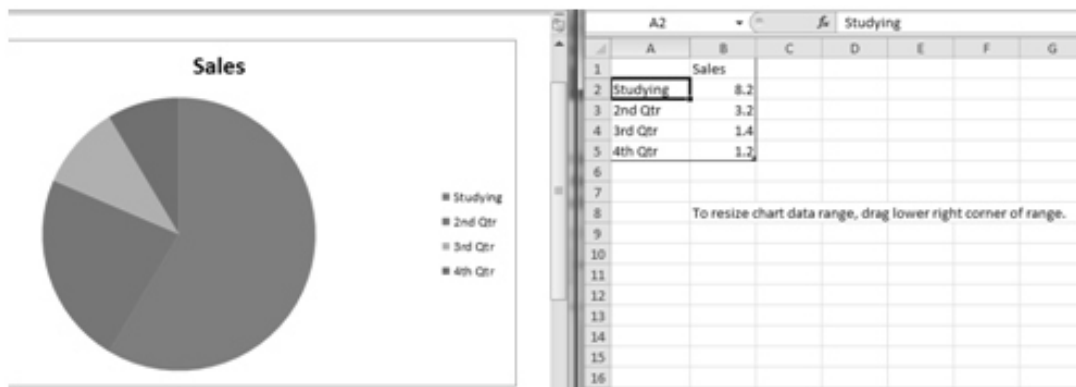 Sales
Studying
2nd Qtr
3rd Qtr
4th Qtr
A2 fx Studying
A B C D E F G
1 Sales
2 Studying 8.2
3 2nd Qtr 3.2
4 3rd Qtr 1.4
5 4th Qtr 1.2
6
7
8 To resize chart data range, drag lower right corner of range.
9
10
11
12
13
14
15
16